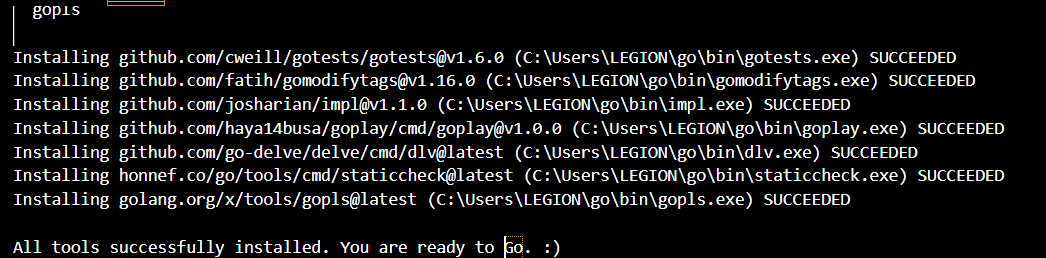 gopls
Installing github.com/cweill/gotests/gotests@v1.6.0 (C:\Users\LEGION\go\bin\gotests.exe) SUCCEEDED
Installing github.com/fatih/gomodifytags@v1.16.0 (C:\Users\LEGION\go\bin\gomodifytags.exe) SUCCEEDED
Installing github.com/josharian/impl@v1.1.0 (C:\Users\LEGION\go\bin\impl.exe) SUCCEEDED
Installing github.com/haya14busa/goplay/cmd/goplay@v1.0.0 (C:\Users\LEGION\go\bin\goplay.exe) SUCCEEDED
Installing github.com/go-delve/delve/cmd/dlv@latest (C:\Users\LEGION\go\bin\dlv.exe) SUCCEEDED
Installing honnef.co/go/tools/cmd/staticcheck@latest (C:\Users\LEGION\go\bin\staticcheck.exe) SUCCEEDED
Installing golang.org/x/tools/gopls@latest (C:\Users\LEGION\go\bin\gopls.exe) SUCCEEDED
All tools successfully installed. You are ready to Go. :)